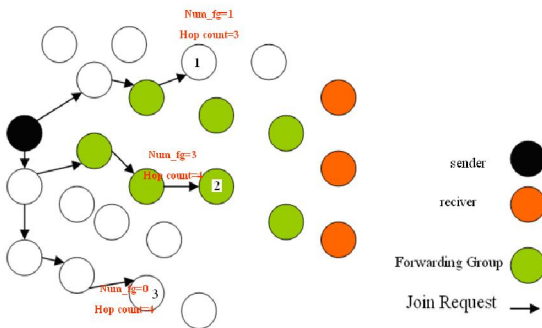 Num_fg=1
Hop count=3
1
Num_fg=3
Hop count=4
2
Num_fg=0
Hop count=4
3
sender
reciver
Forwarding Group
Join Request